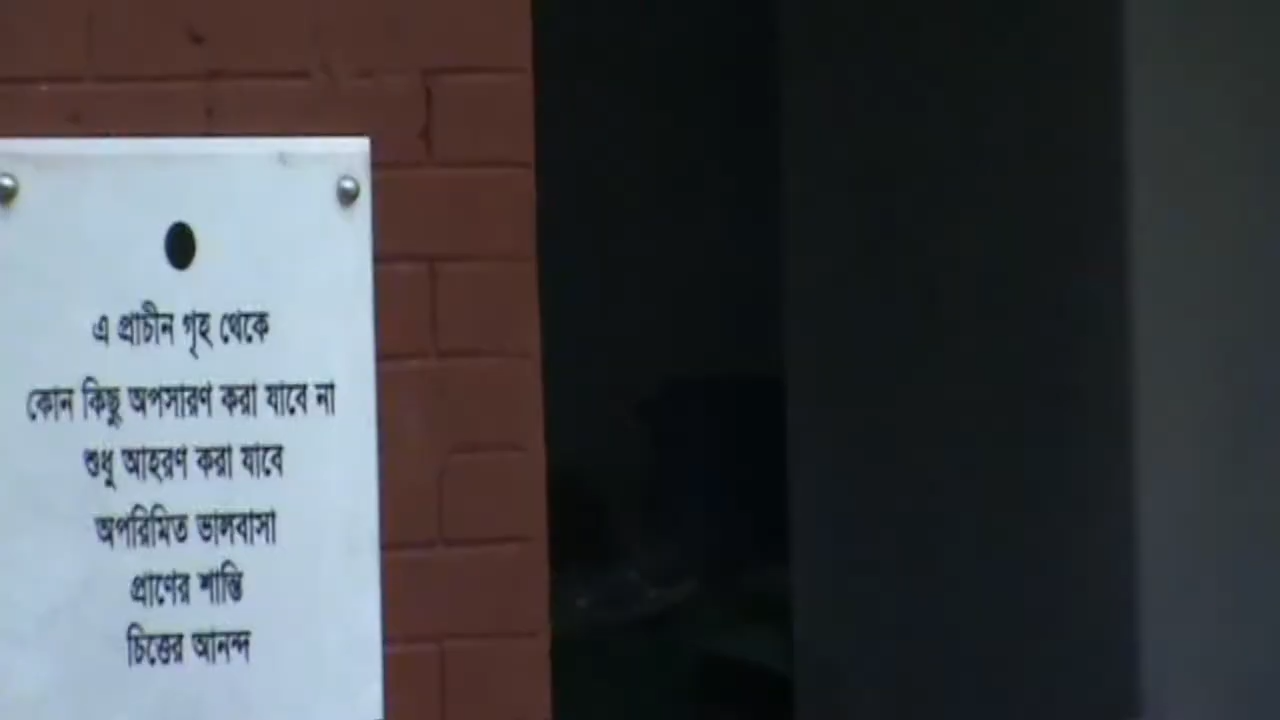 এ প্রাচীন গৃহ থেকে
কোন কিছু অপসারণ করা যাবে না
শুধু আহরণ করা যাবে
অপরিমিত ভালবাসা
প্রাণের শান্তি
চিত্তের আনন্দ